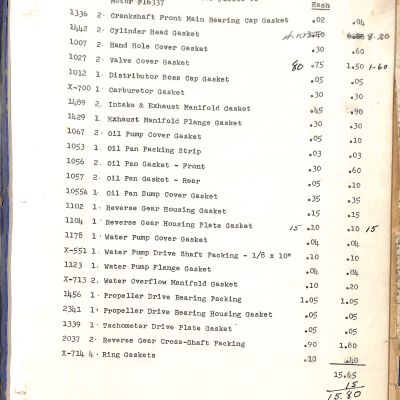 Motor #16337
Each
1336 2 Crankshaft Front Main Bearing Cap Gasket .02 .04
1442 2 Cylinder Head Gasket 4.10 8.20
1007 2 Hand Hole Cover Gasket .30 .60
1027 2 Valve Cover Gasket 80 .75 1.50 1-60
1012 1 Distributor Boss Cap Gasket .05 .05
X-700 1 Carburetor Gasket .30 .30
1489 2 Intake & Exhaust Manifold Gasket .45 .90
1429 1 Exhaust Manifold Flange Gasket .30 .30
1067 2 Oil Pump Cover Gasket .05 .10
1053 1 Oil Pan Packing Strip .03 .03
1056 2 Oil Pan Gasket - Front .30 .60
1057 2 Oil Pan Gasket - Rear .05 .10
1055A 1 Oil Pan Sump Cover Gasket .35 .35
1102 1 Reverse Gear Housing Gasket .15 .15
1104 1 Reverse Gear Housing Plate Gasket 15 .10 .10 15
1178 1 Water Pump Cover Gasket .04 .04
X-551 1 Water Pump Drive Shaft Packing - 1/8 x 10" .10 .10
1123 1 Water Pump Flange Gasket .04 .04
X-713 2 Water Overflow Manifold Gasket .10 .20
1456 1 Propeller Drive Bearing Packing 1.05 1.05
2341 1 Propeller Drive Bearing Housing Gasket .05 .05
1339 1 Tachometer Drive Plate Gasket .05 .05
2037 2 Reverse Gear Cross-Shaft Packing .90 1.80
X-714 4 Ring Gaskets .10 .40
15.65
15
15.80